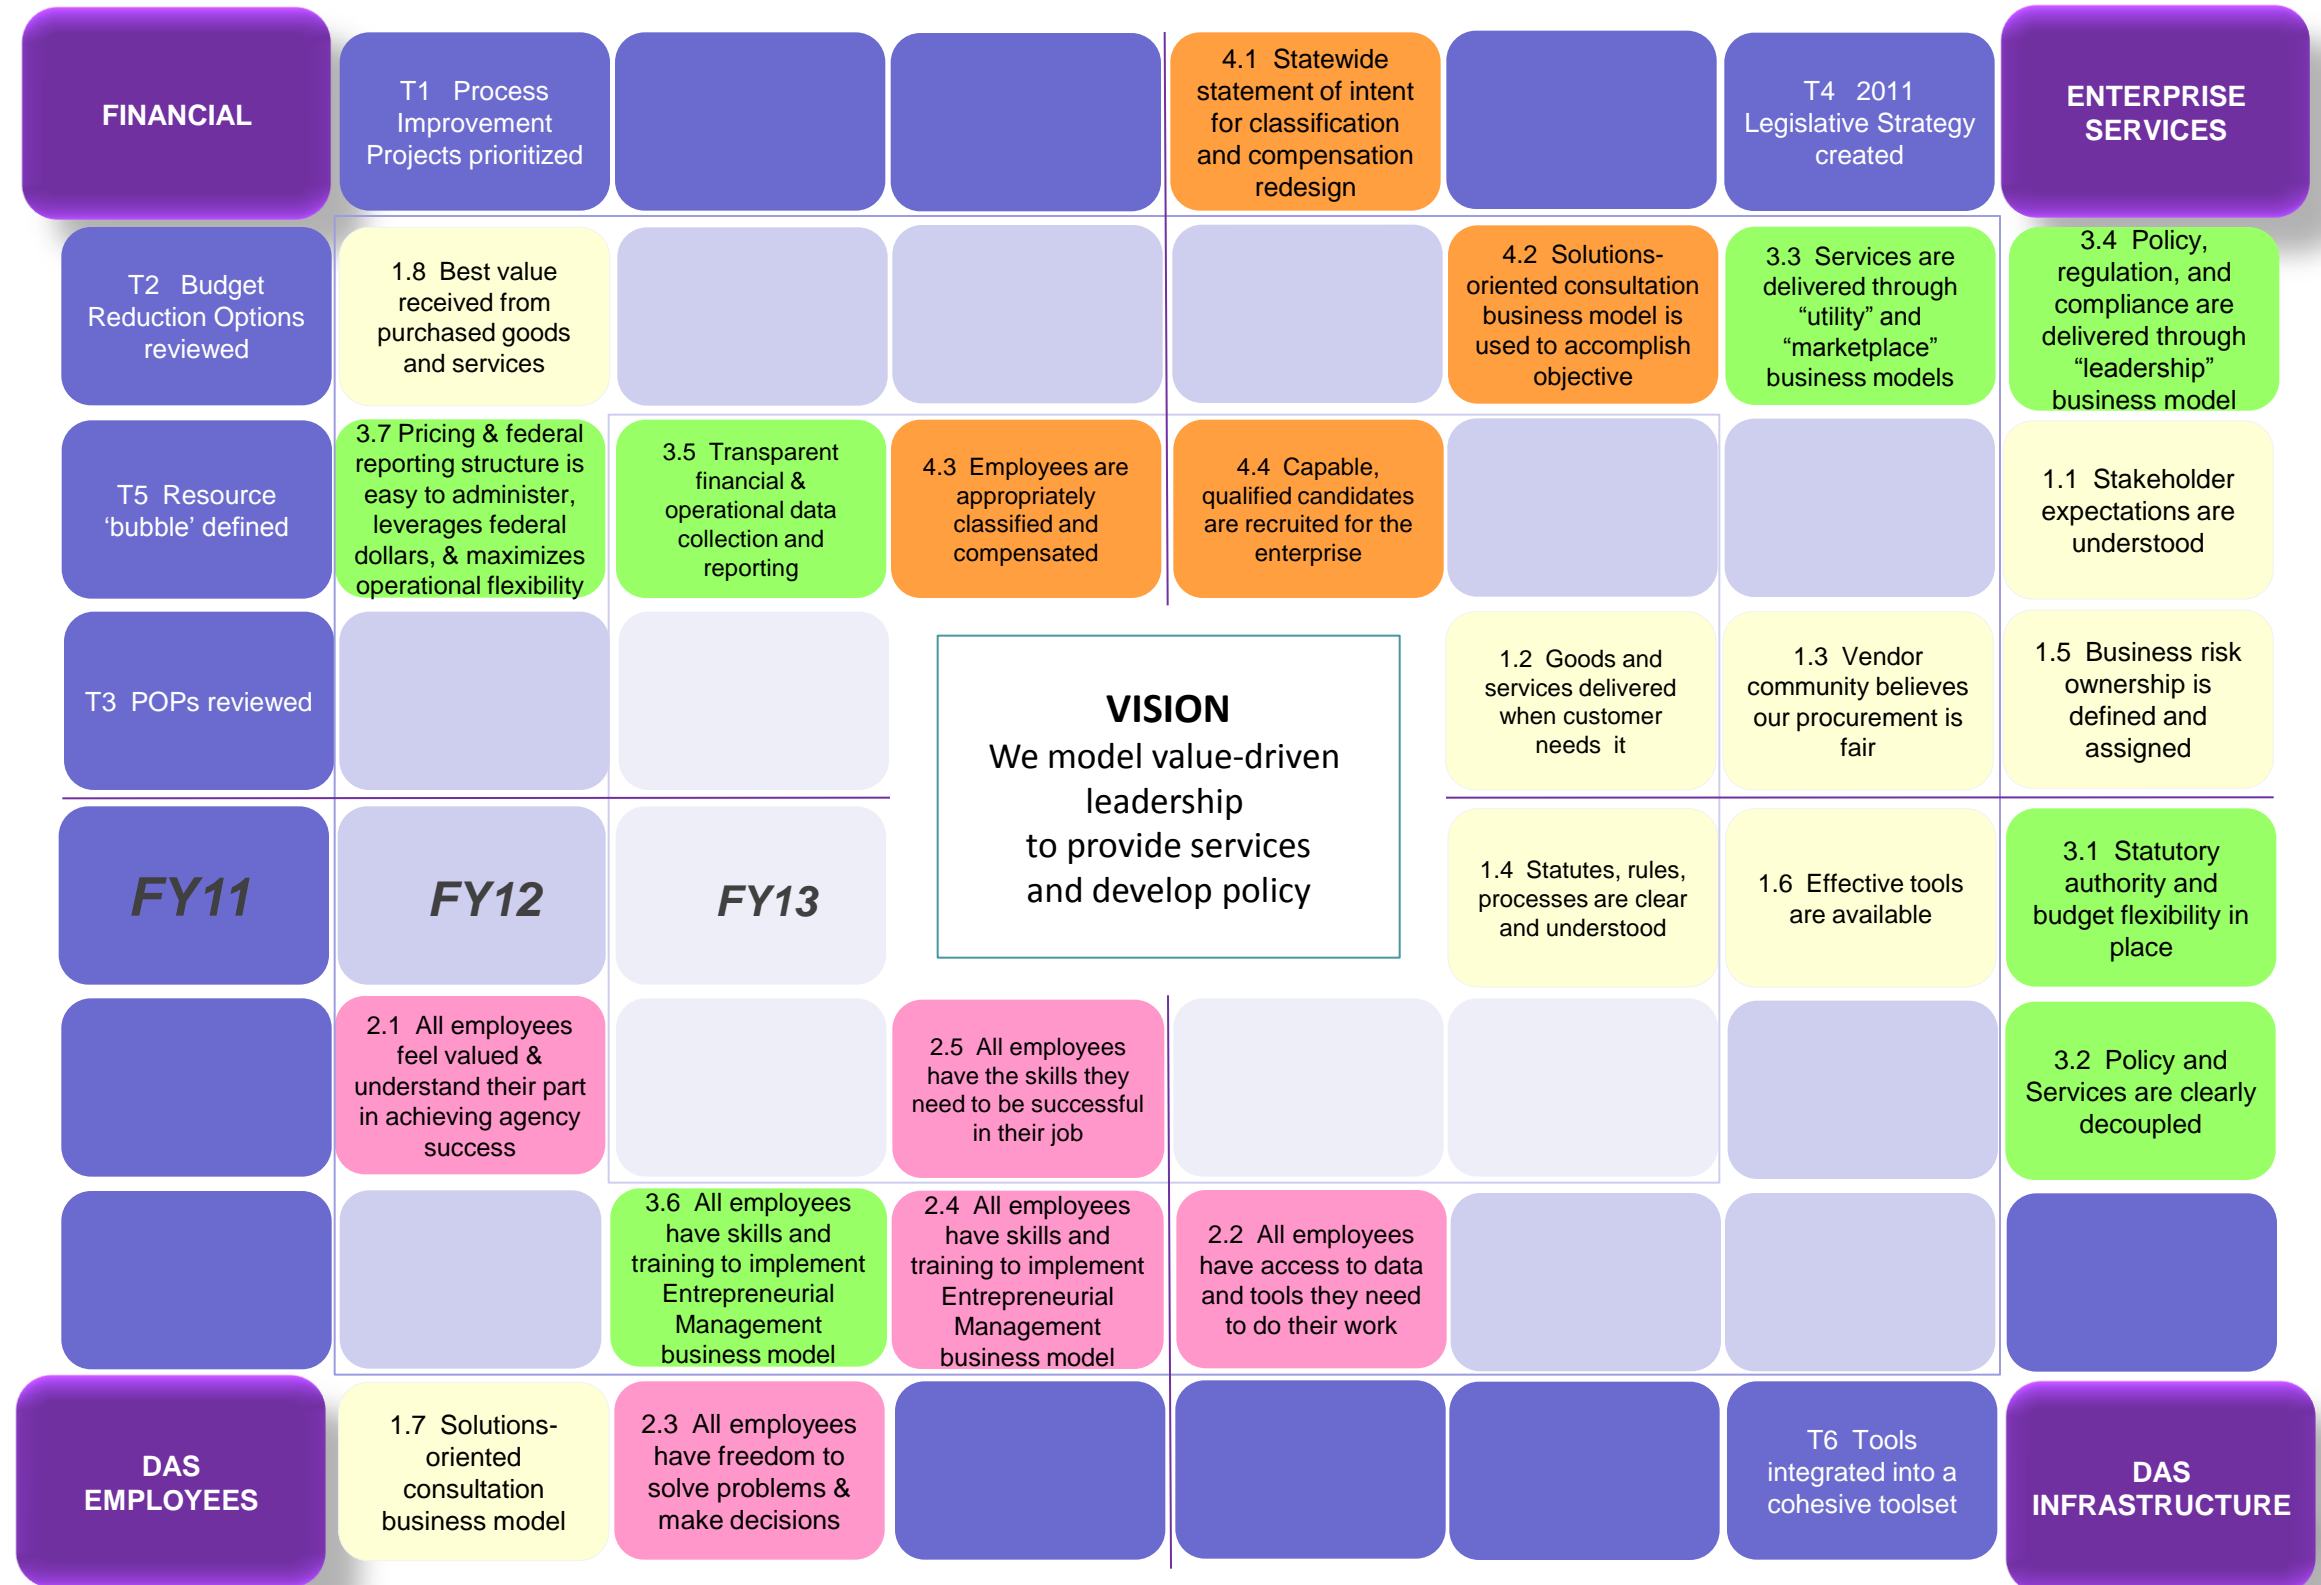 FINANCIAL
T1 Process
Improvement
Projects prioritized
4.1 Statewide
statement of intent
for classification
and compensation
redesign
T4 2011
Legislative Strategy
created
ENTERPRISE
SERVICES
T2 Budget
Reduction Options
reviewed
1.8 Best value
received from
purchased goods
and services
4.2 Solutions-
oriented consultation
business model is
used to accomplish
objective
3.3 Services are
delivered through
“utility” and
“marketplace”
business models
3.4 Policy,
regulation, and
compliance are
delivered through
“leadership”
business model
T5 Resource
‘bubble’ defined
3.7 Pricing & federal
reporting structure is
easy to administer,
leverages federal
dollars, & maximizes
operational flexibility
3.5 Transparent
financial &
operational data
collection and
reporting
4.3 Employees are
appropriately
classified and
compensated
4.4 Capable,
qualified candidates
are recruited for the
enterprise
1.1 Stakeholder
expectations are
understood
T3 POPs reviewed
VISION
We model value-driven
leadership
to provide services
and develop policy
1.2 Goods and
services delivered
when customer
needs it
1.3 Vendor
community believes
our procurement is
fair
1.5 Business risk
ownership is
defined and
assigned
FY11
FY12
FY13
1.4 Statutes, rules,
processes are clear
and understood
1.6 Effective tools
are available
3.1 Statutory
authority and
budget flexibility in
place
2.1 All employees
feel valued &
understand their part
in achieving agency
success
2.5 All employees
have the skills they
need to be successful
in their job
3.2 Policy and
Services are clearly
decoupled
3.6 All employees
have skills and
training to implement
Entrepreneurial
Management
business model
2.4 All employees
have skills and
training to implement
Entrepreneurial
Management
business model
2.2 All employees
have access to data
and tools they need
to do their work
DAS
EMPLOYEES
1.7 Solutions-
oriented
consultation
business model
2.3 All employees
have freedom to
solve problems &
make decisions
T6 Tools
integrated into a
cohesive toolset
DAS
INFRASTRUCTURE